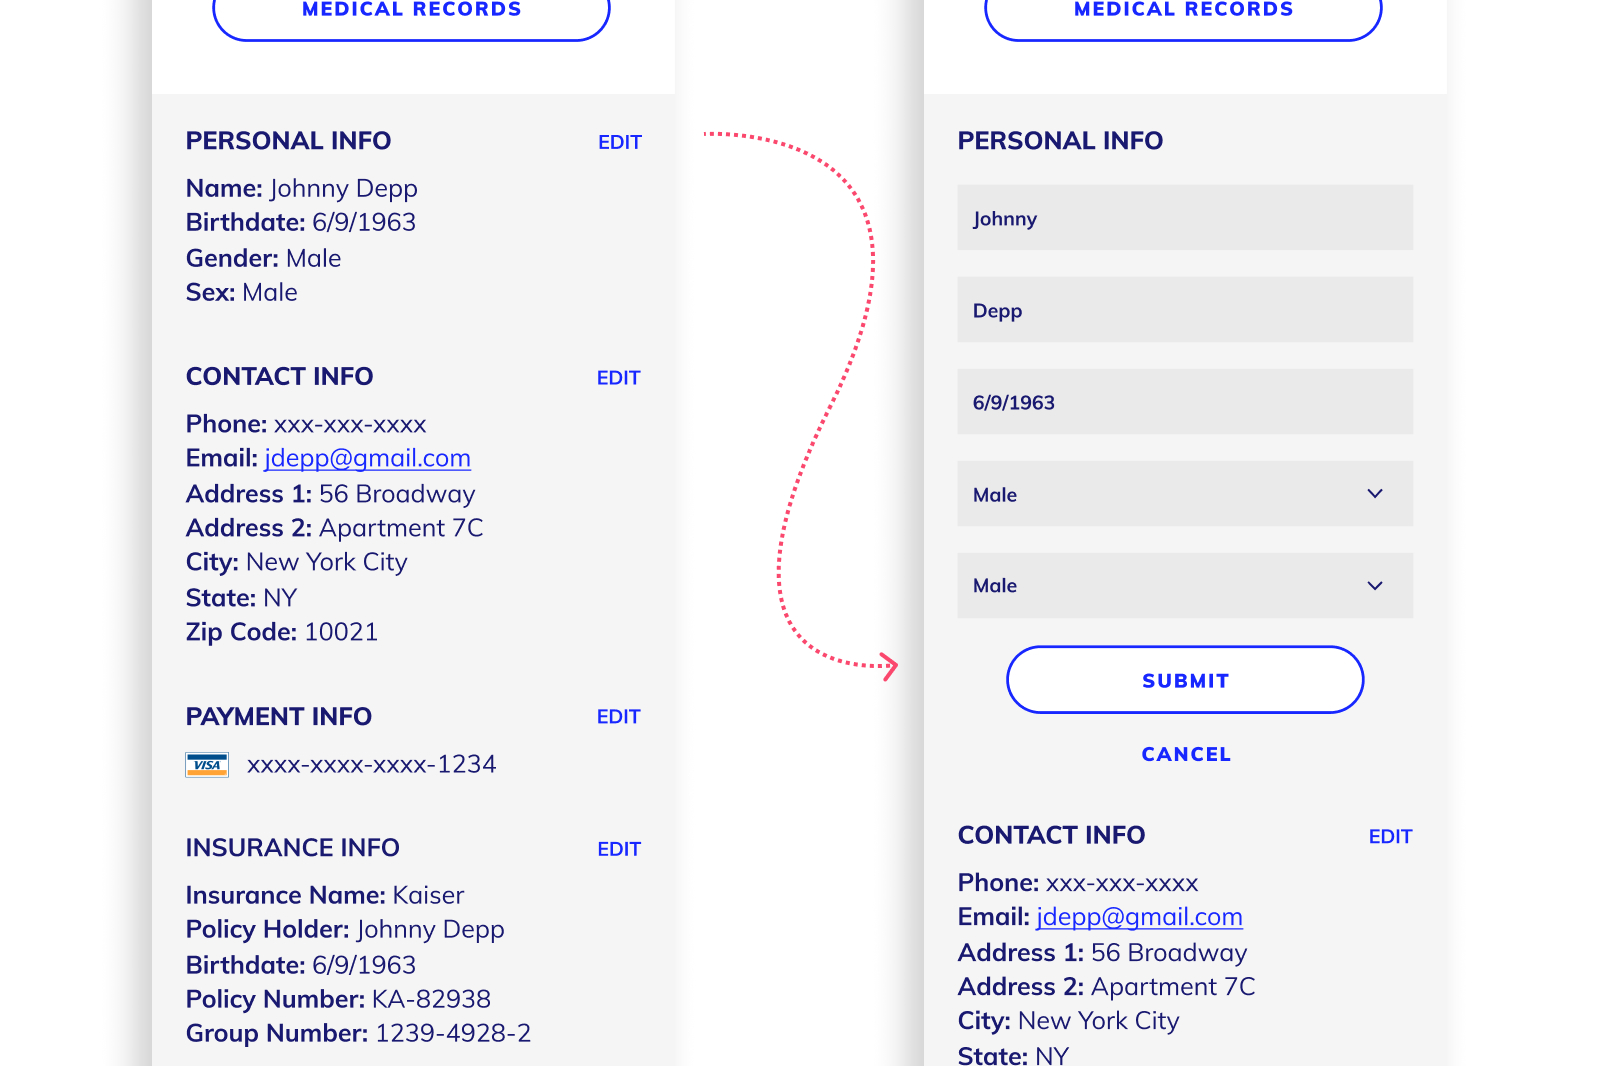 MEDICAL RECORDS
PERSONAL INFO EDIT
Name: Johnny Depp
Birthdate: 6/9/1963
Gender: Male
Sex: Male
CONTACT INFO EDIT
Phone: xxx-xxx-xxxx
Email: jdepp@gmail.com
Address 1: 56 Broadway
Address 2: Apartment 7C
City: New York City
State: NY
Zip Code: 10021
PAYMENT INFO EDIT
VISA xxxx-xxxx-xxxx-1234
INSURANCE INFO EDIT
Insurance Name: Kaiser
Policy Holder: Johnny Depp
Birthdate: 6/9/1963
Policy Number: KA-82938
Group Number: 1239-4928-2
MEDICAL RECORDS
PERSONAL INFO
Johnny
Depp
6/9/1963
Male
Male
SUBMIT
CANCEL
CONTACT INFO EDIT
Phone: xxx-xxx-xxxx
Email: jdepp@gmail.com
Address 1: 56 Broadway
Address 2: Apartment 7C
City: New York City
State: NY